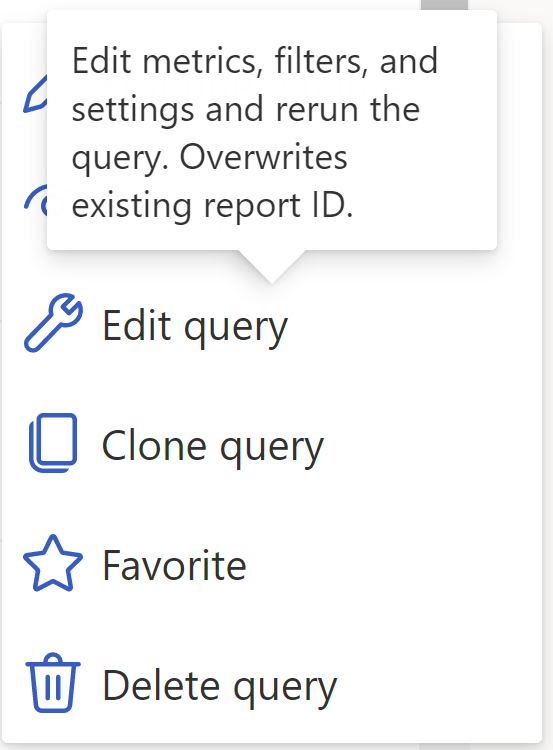 Edit metrics, filters, and
settings and rerun the
query. Overwrites
existing report ID.
Edit query
Clone query
Favorite
Delete query